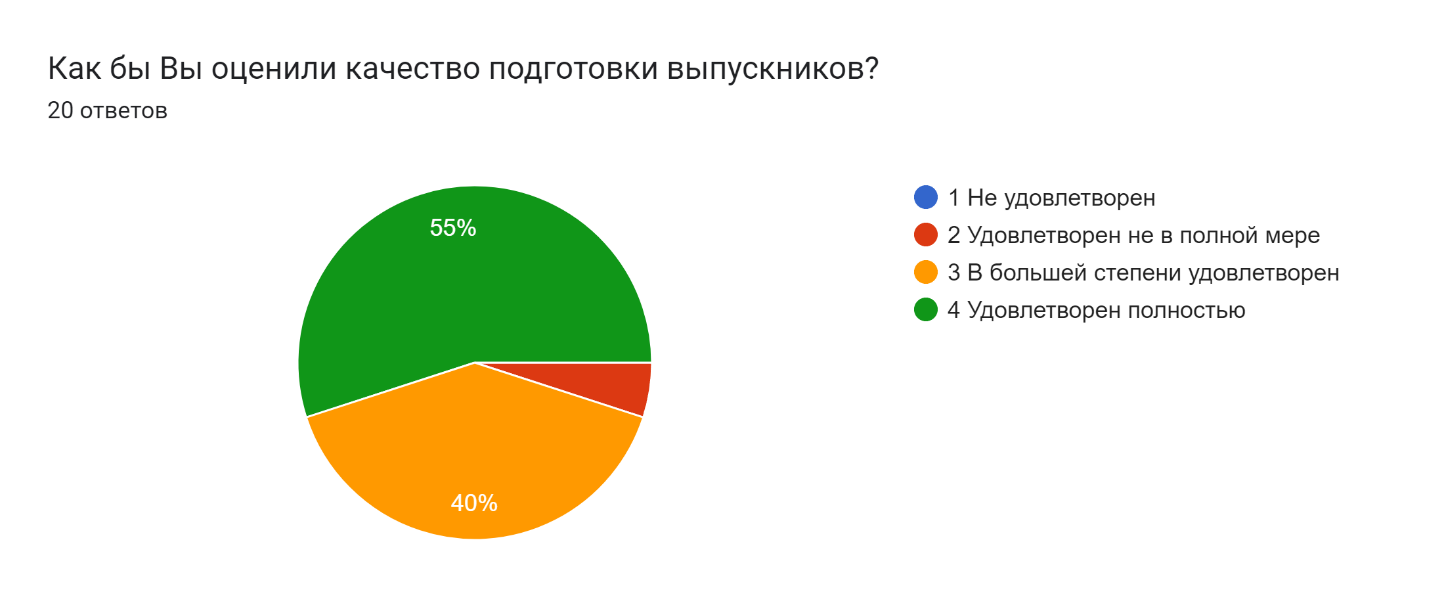 Как бы Вы оценили качество подготовки выпускников?
20 ответов
55%
40%
1 Не удовлетворен
2 Удовлетворен не в полной мере
3 В большей степени удовлетворен
4 Удовлетворен полностью